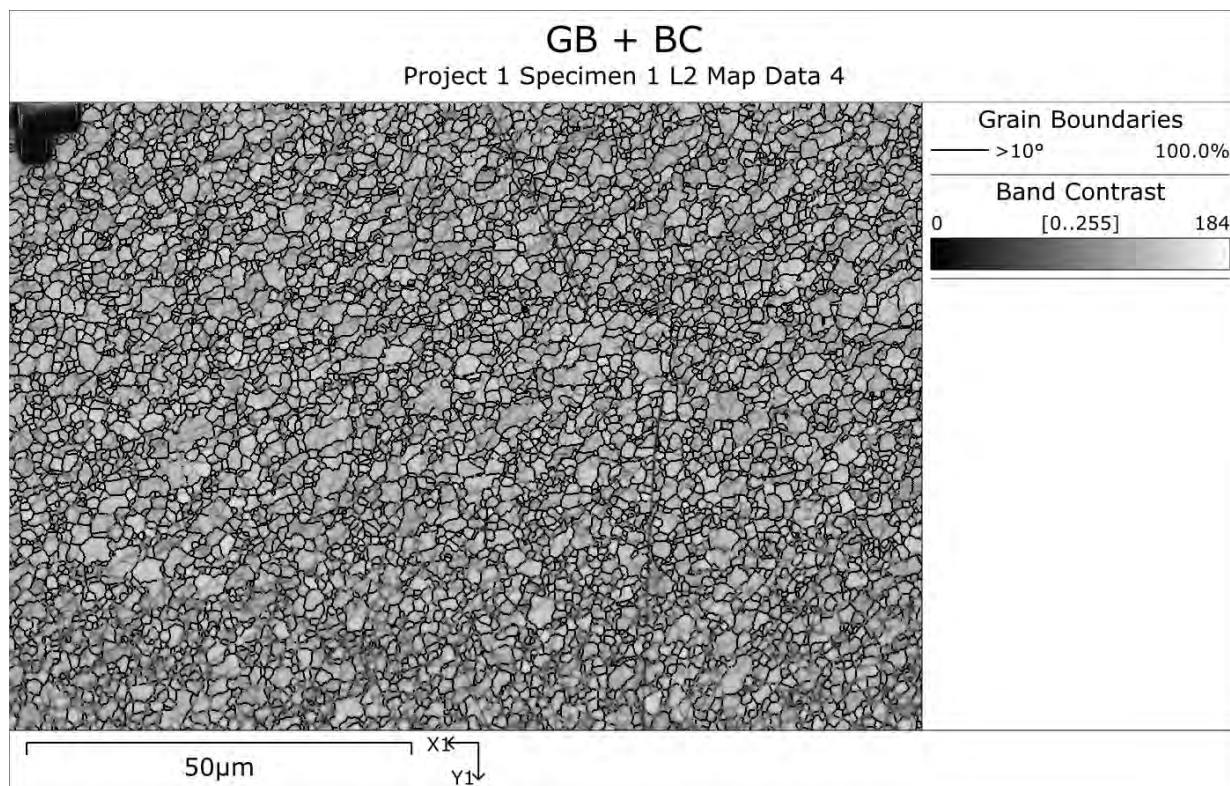 GB + BC
Project 1 Specimen 1 L2 Map Data 4
Grain Boundaries
>10° 100.0%
Band Contrast
0 [0..255] 184
50μm
X1
Y1